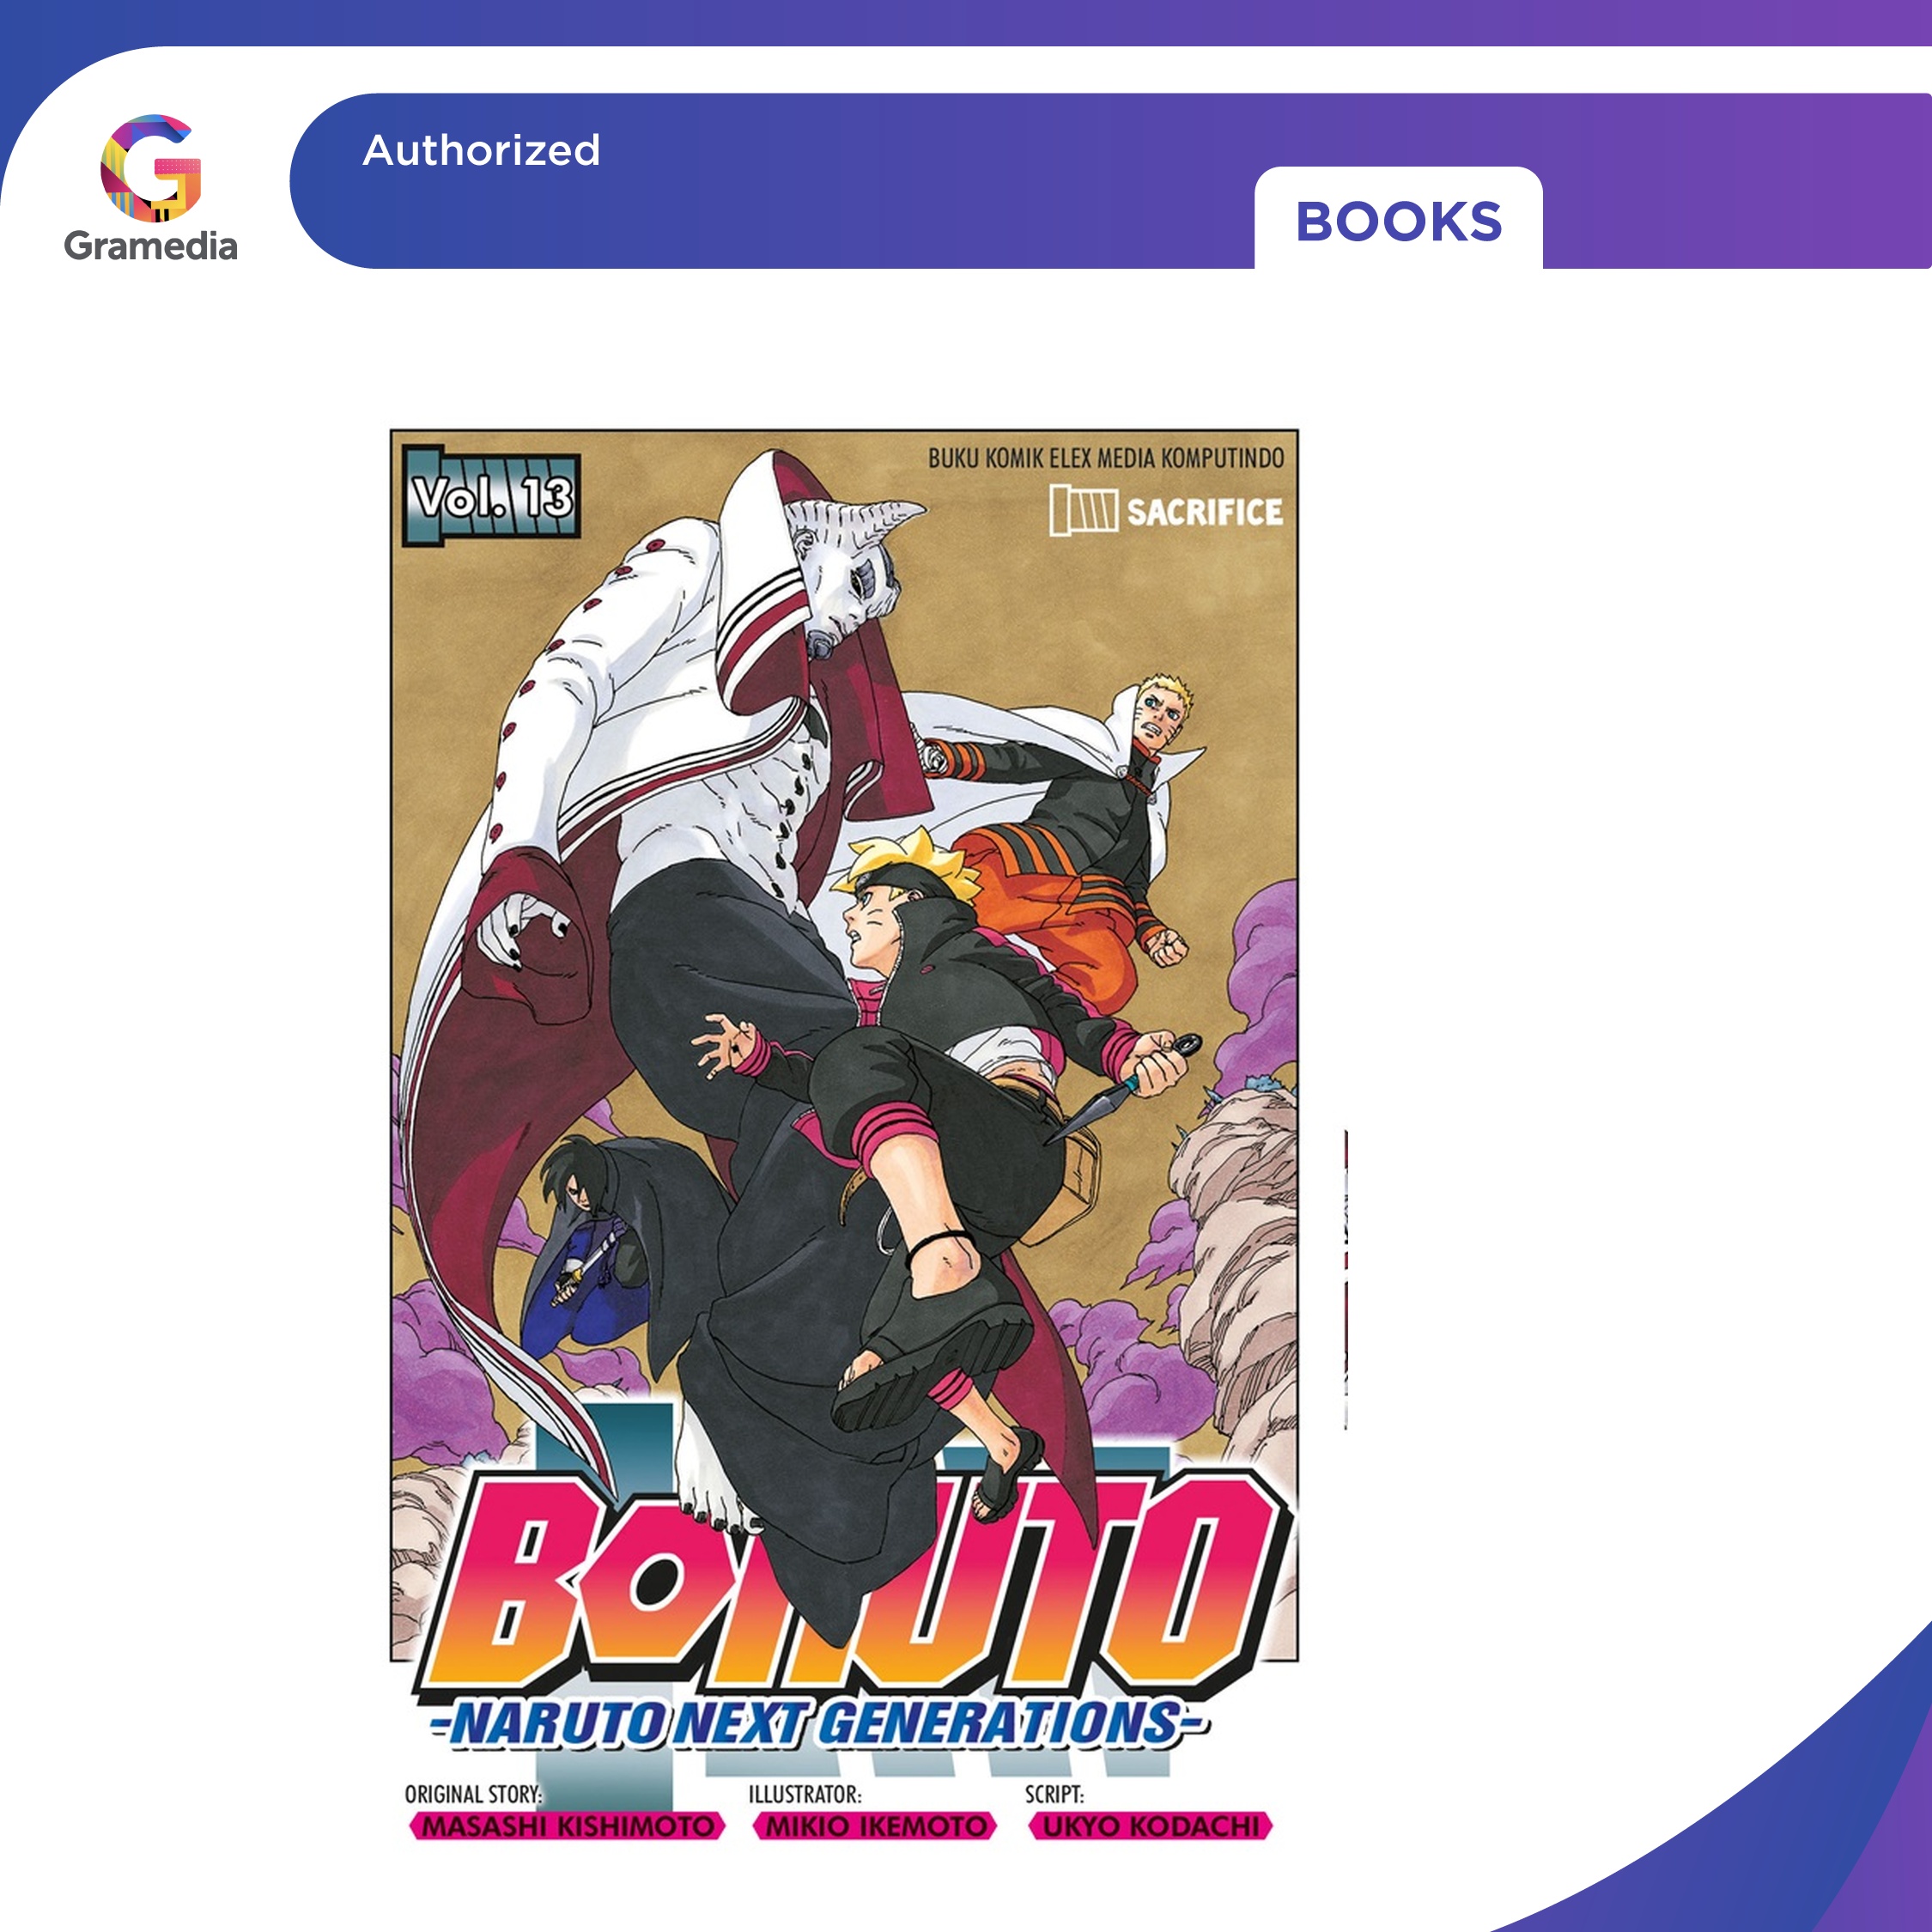 Gramedia
Authorized
BOOKS
Vol. 13
BUKU KOMIK ELEX MEDIA KOMPUTINDO
SACRIFICE
BORUTO
-NARUTO NEXT GENERATIONS-
ORIGINAL STORY:
MASASHI KISHIMOTO
ILLUSTRATOR:
MIKIO IKEMOTO
SCRIPT:
UKYO KODACHI